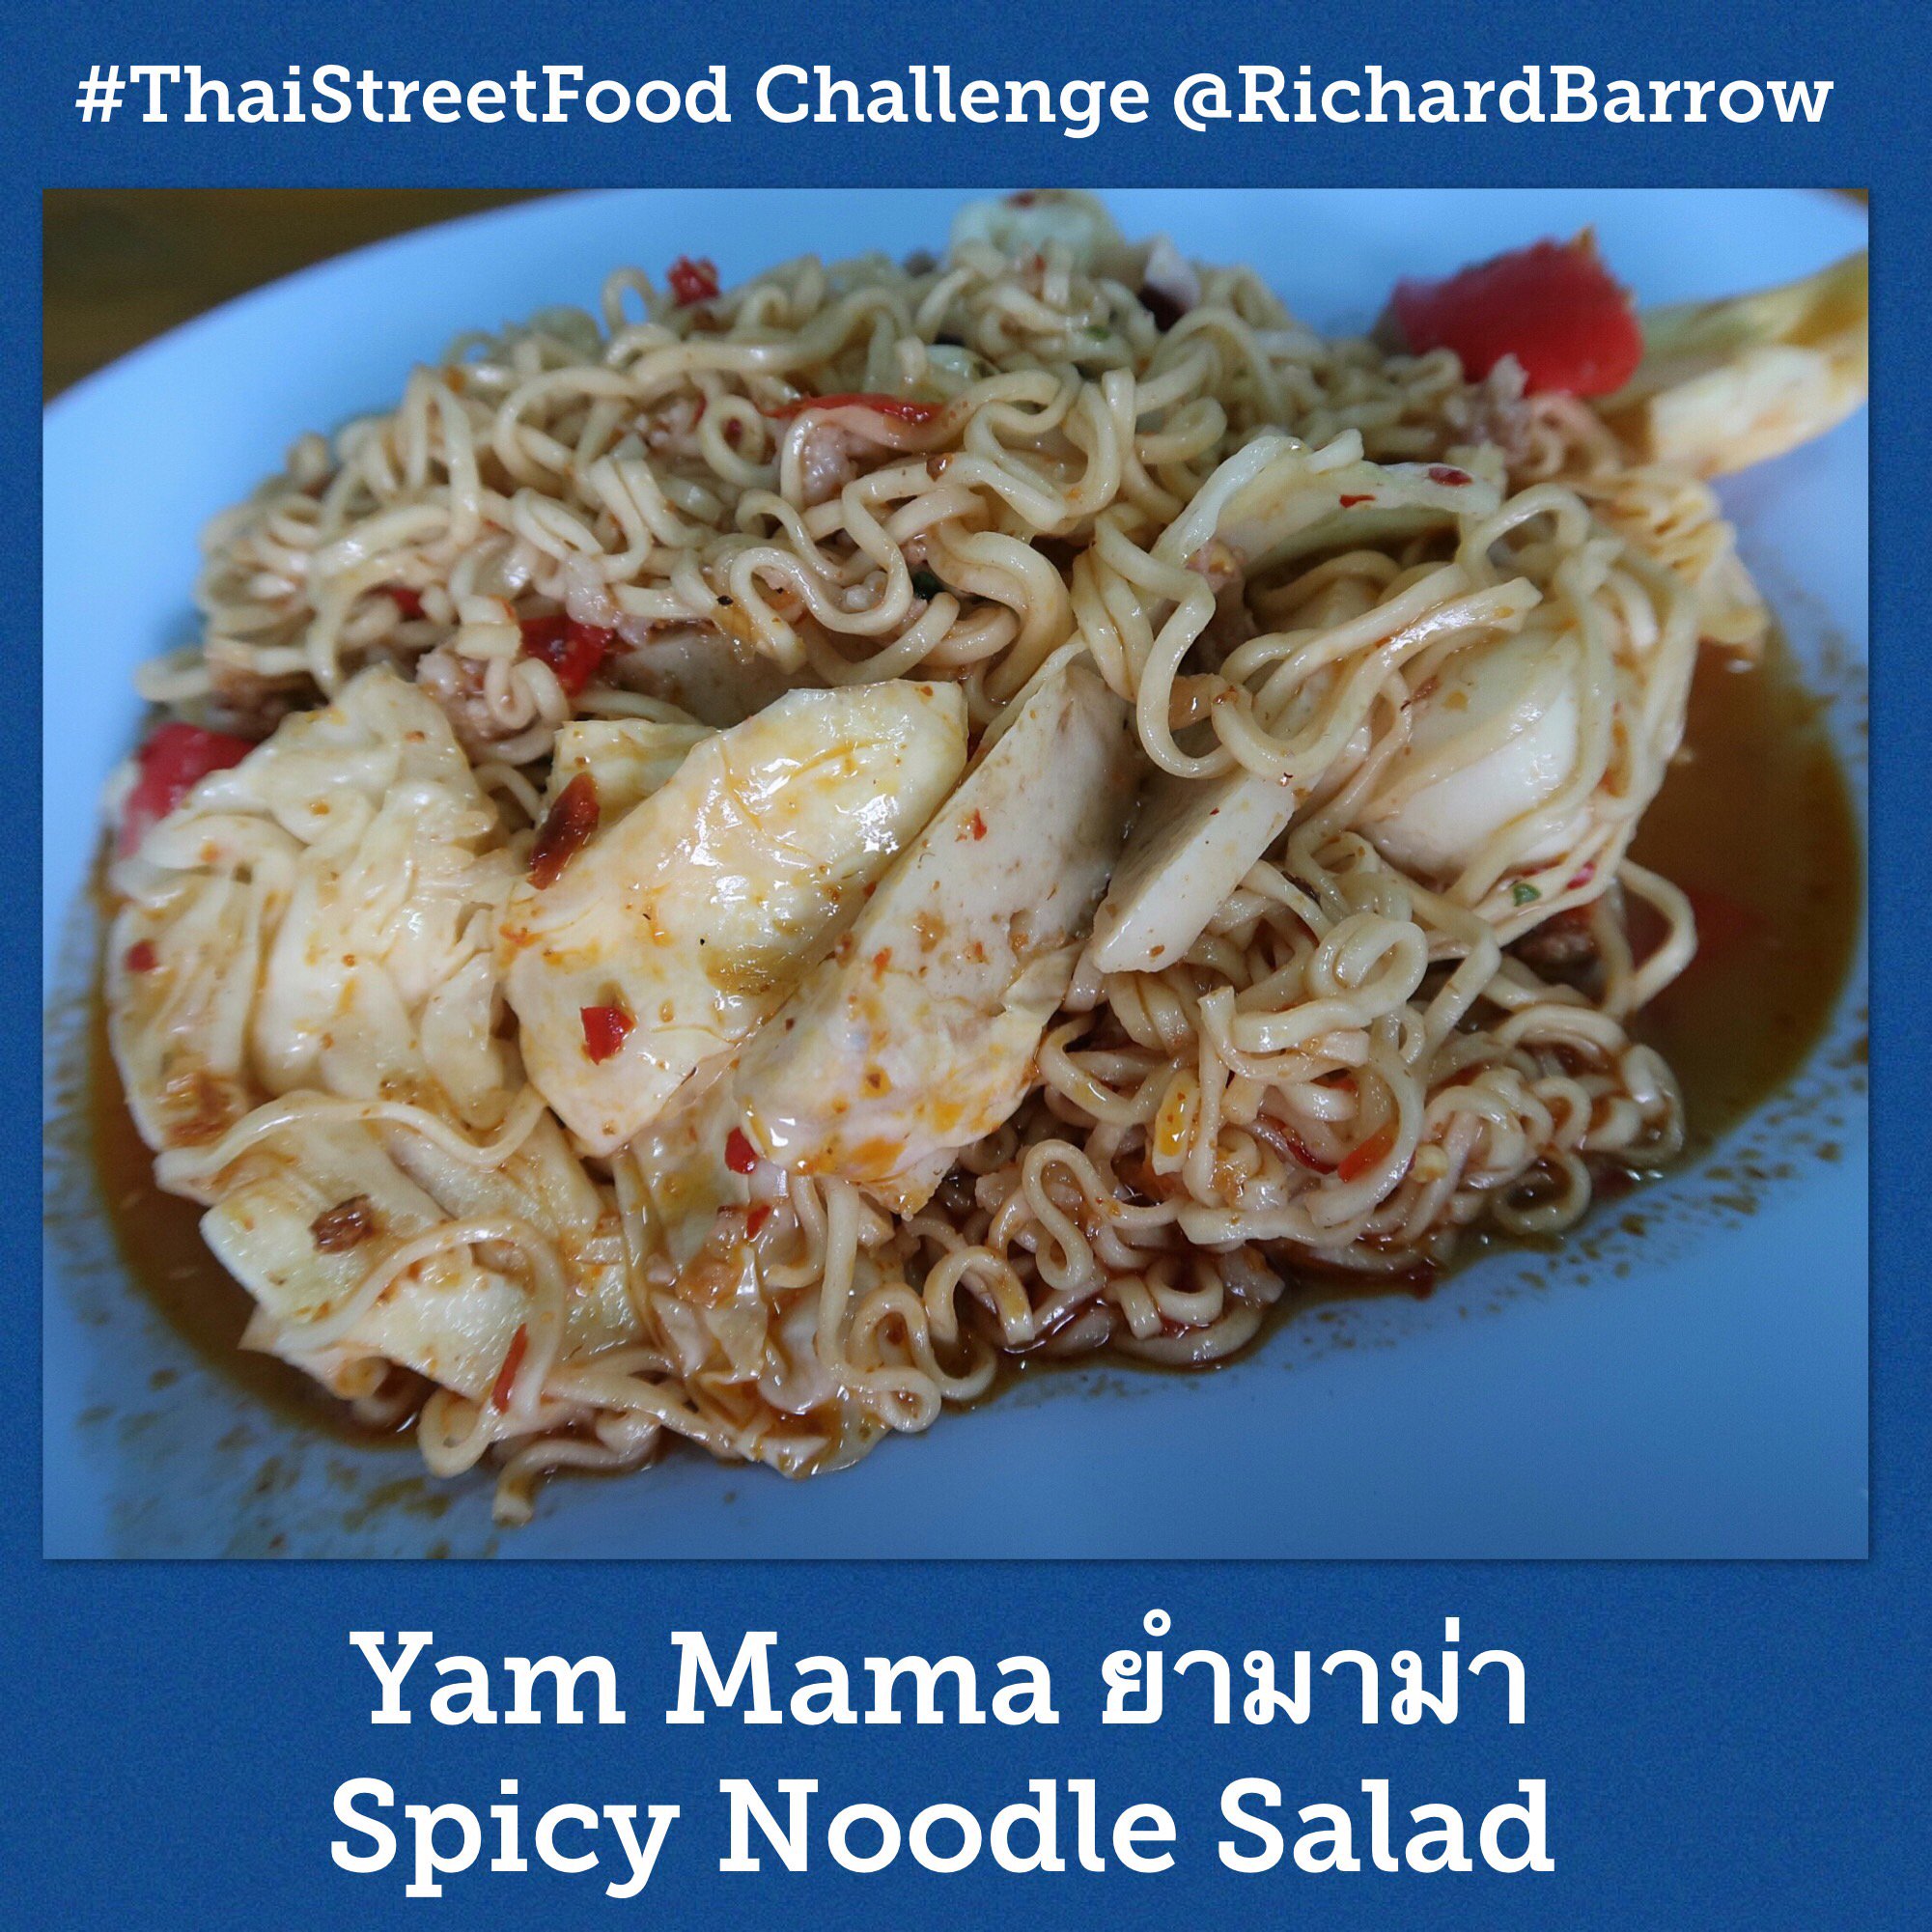 #ThaiStreetFood Challenge @RichardBarrow
Yam Mama ยำมาม่า
Spicy Noodle Salad